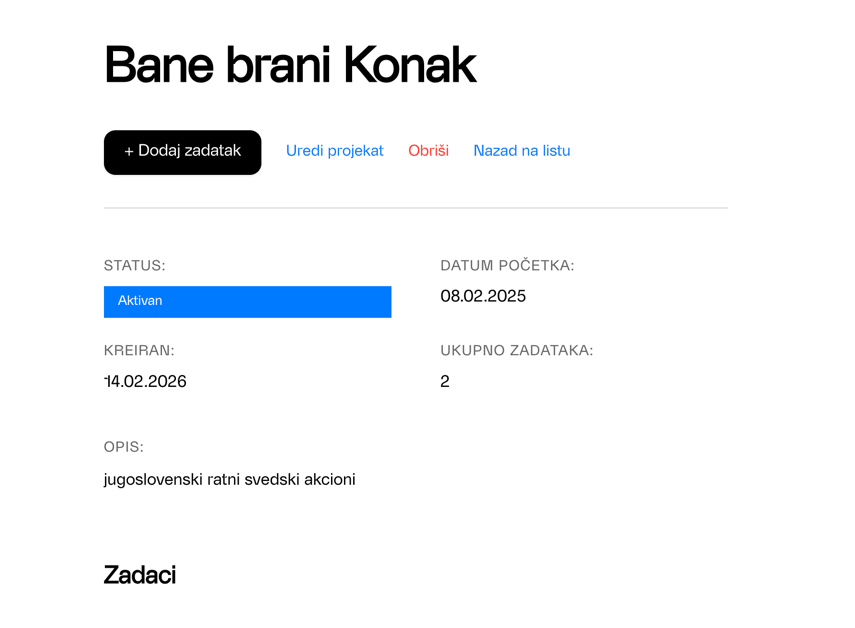 Bane brani Konak
+ Dodaj zadatak Uredi projekat Obriši Nazad na listu
STATUS: DATUM POČETKA:
Aktivan 08.02.2025
KREIRAN: UKUPNO ZADATAKA:
14.02.2026 2
OPIS:
jugoslovenski ratni svedski akcioni
Zadaci